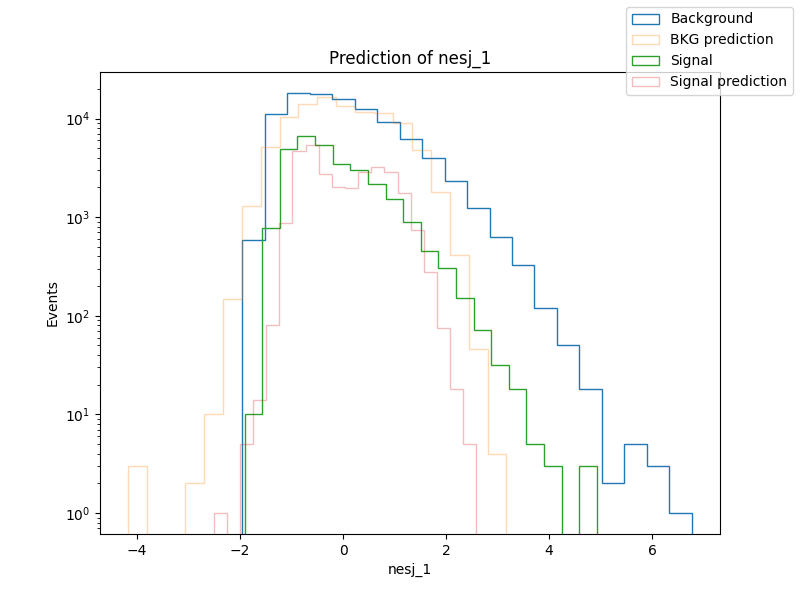 Prediction of nesj_1
Background
BKG prediction
Signal
Signal prediction
Events
10⁴
10³
10²
10¹
10⁰
−4 −2 0 2 4 6
nesj_1